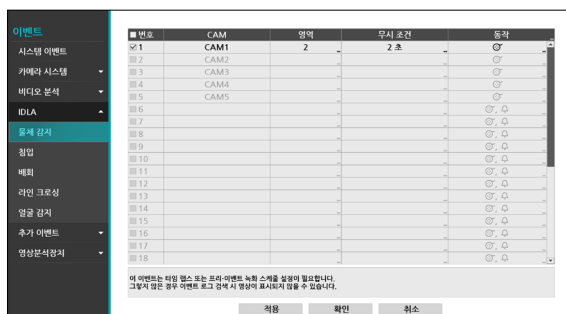 이벤트
시스템 이벤트
카메라 시스템
비디오 분석
IDLA
물체 감지
침입
배회
라인 크로싱
얼굴 감지
추가 이벤트
영상분석장치
번호 CAM 영역 무시 조건 동작
1 CAM1 2 2 초
2 CAM2
3 CAM3
4 CAM4
5 CAM5
6
7
8
9
10
11
12
13
14
15
16
17
18
이 이벤트는 타임 랩스 또는 프리-이벤트 녹화 스케줄 설정이 필요합니다.
그렇지 않은 경우 이벤트 로그 검색 시 영상이 표시되지 않을 수 있습니다.
적용 확인 취소